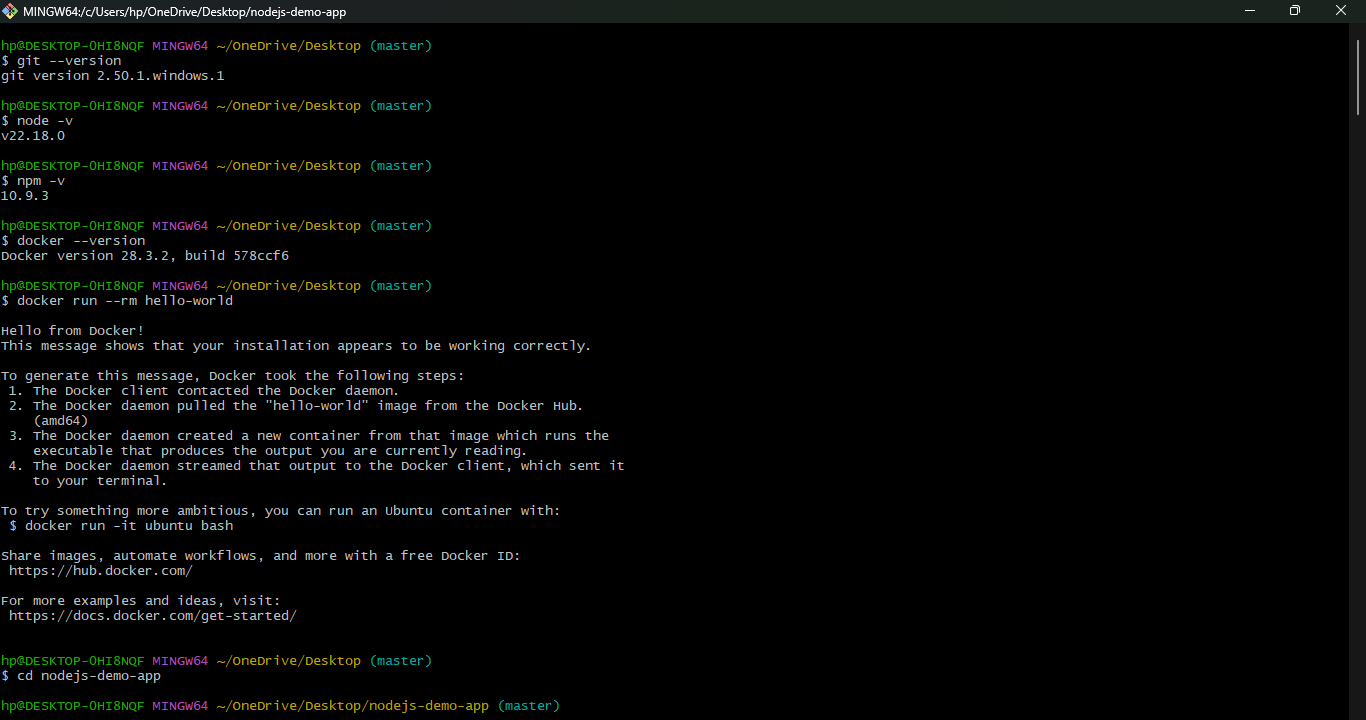 MINGW64:/c/Users/hp/OneDrive/Desktop/nodejs-demo-app
hp@DESKTOP-0HI8NQF MINGW64 ~/OneDrive/Desktop (master)
$ git --version
git version 2.50.1.windows.1
hp@DESKTOP-0HI8NQF MINGW64 ~/OneDrive/Desktop (master)
$ node -v
v22.18.0
hp@DESKTOP-0HI8NQF MINGW64 ~/OneDrive/Desktop (master)
$ npm -v
10.9.3
hp@DESKTOP-0HI8NQF MINGW64 ~/OneDrive/Desktop (master)
$ docker --version
Docker version 28.3.2, build 578ccf6
hp@DESKTOP-0HI8NQF MINGW64 ~/OneDrive/Desktop (master)
$ docker run --rm hello-world
Hello from Docker!
This message shows that your installation appears to be working correctly.
To generate this message, Docker took the following steps:
1. The Docker client contacted the Docker daemon.
2. The Docker daemon pulled the "hello-world" image from the Docker Hub.
(amd64)
3. The Docker daemon created a new container from that image which runs the
executable that produces the output you are currently reading.
4. The Docker daemon streamed that output to the Docker client, which sent it
to your terminal.
To try something more ambitious, you can run an Ubuntu container with:
$ docker run -it ubuntu bash
Share images, automate workflows, and more with a free Docker ID:
https://hub.docker.com/
For more examples and ideas, visit:
https://docs.docker.com/get-started/
hp@DESKTOP-0HI8NQF MINGW64 ~/OneDrive/Desktop (master)
$ cd nodejs-demo-app
hp@DESKTOP-0HI8NQF MINGW64 ~/OneDrive/Desktop/nodejs-demo-app (master)